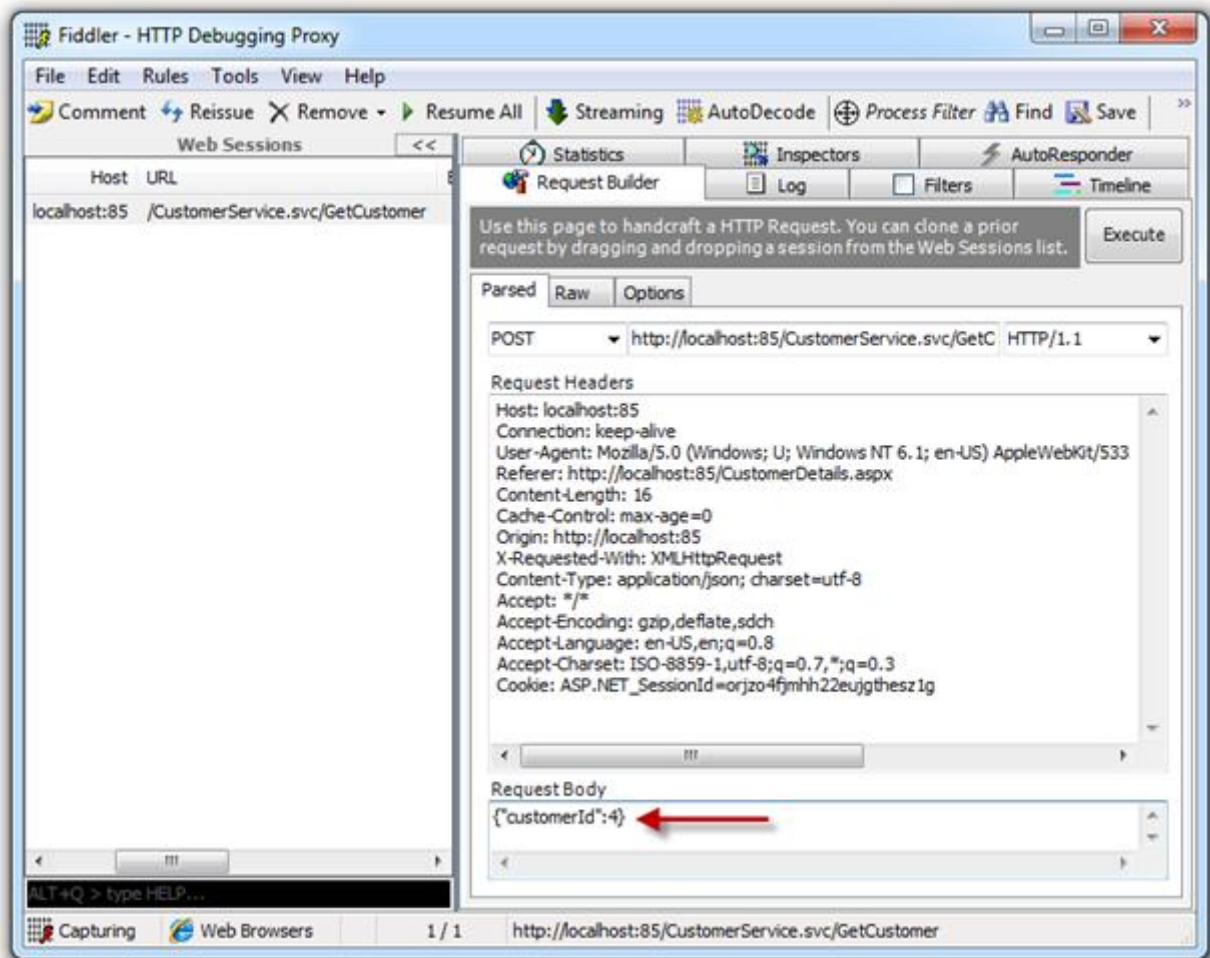 Fiddler - HTTP Debugging Proxy
File Edit Rules Tools View Help
Comment Reissue Remove Resume All Streaming AutoDecode Process Filter Find Save »
Web Sessions <<
Host URL
localhost:85 /CustomerService.svc/GetCustomer
Statistics Inspectors AutoResponder
Request Builder Log Filters Timeline
Use this page to handcraft a HTTP Request. You can clone a prior
request by dragging and dropping a session from the Web Sessions list.
Execute
Parsed Raw Options
POST http://localhost:85/CustomerService.svc/GetC HTTP/1.1
Request Headers
Host: localhost:85
Connection: keep-alive
User-Agent: Mozilla/5.0 (Windows; U; Windows NT 6.1; en-US) AppleWebKit/533
Referer: http://localhost:85/CustomerDetails.aspx
Content-Length: 16
Cache-Control: max-age=0
Origin: http://localhost:85
X-Requested-With: XMLHttpRequest
Content-Type: application/json; charset=utf-8
Accept: */*
Accept-Encoding: gzip,deflate,sdch
Accept-Language: en-US,en;q=0.8
Accept-Charset: ISO-8859-1,utf-8;q=0.7,*;q=0.3
Cookie: ASP.NET_SessionId=orjzo4fjmhh22eujgthesz1g
Request Body
{"customerId":4}
ALT+Q > type HELP...
Capturing Web Browsers 1 / 1 http://localhost:85/CustomerService.svc/GetCustomer